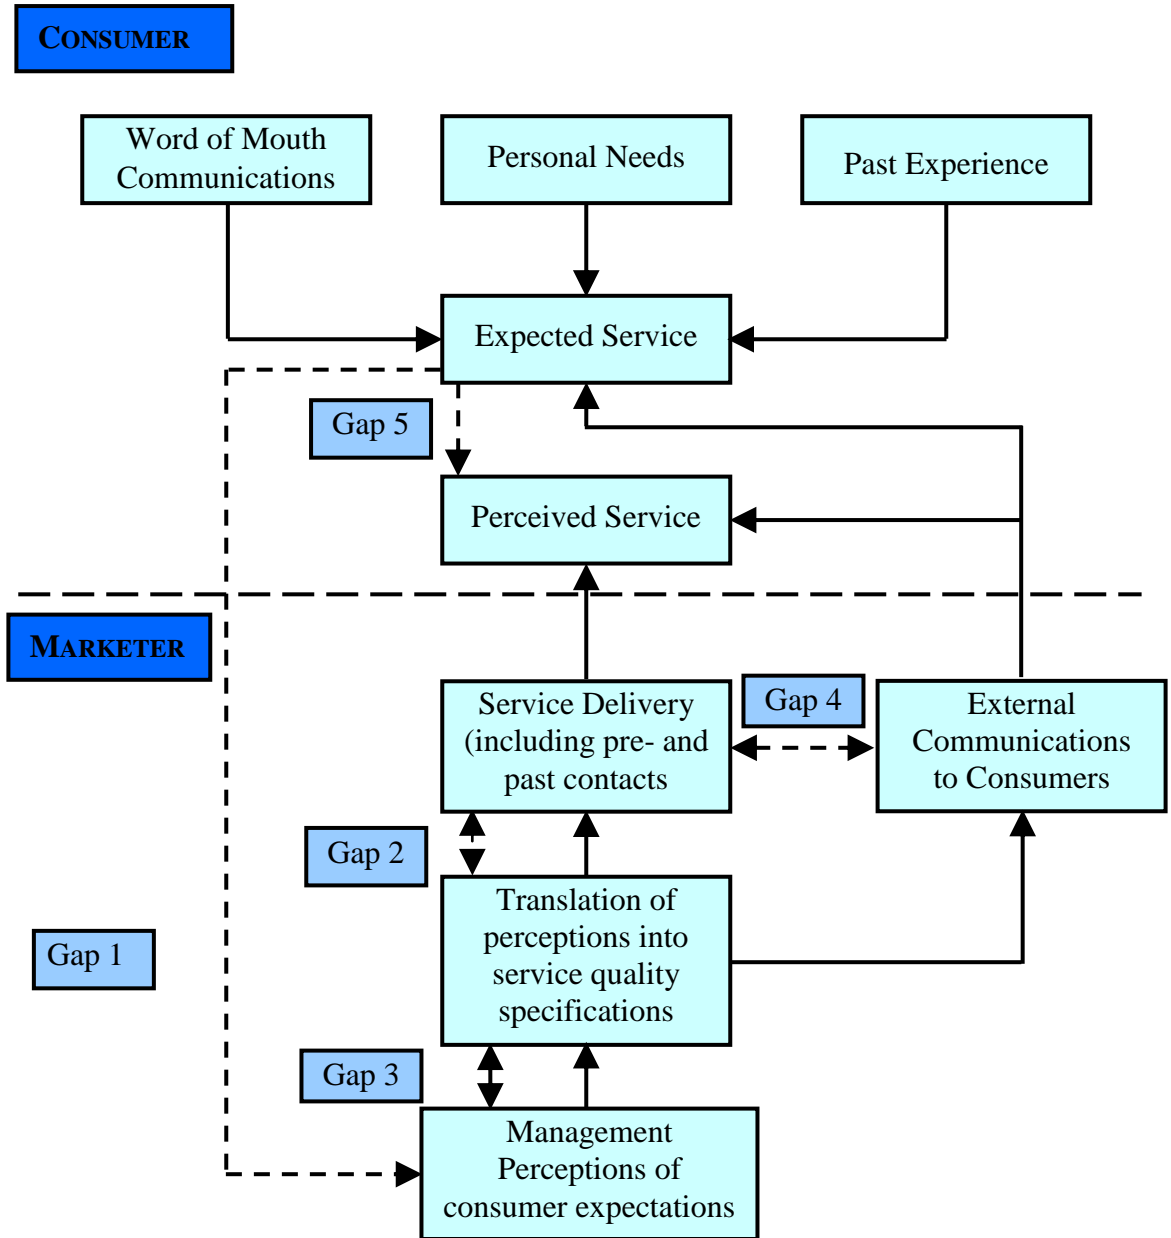 CONSUMER
Word of Mouth
Communications
Personal Needs
Past Experience
Expected Service
Gap 5
Perceived Service
MARKETER
Service Delivery
(including pre- and
past contacts
Gap 4
External
Communications
to Consumers
Gap 2
Translation of
perceptions into
service quality
specifications
Gap 1
Gap 3
Management
Perceptions of
consumer expectations